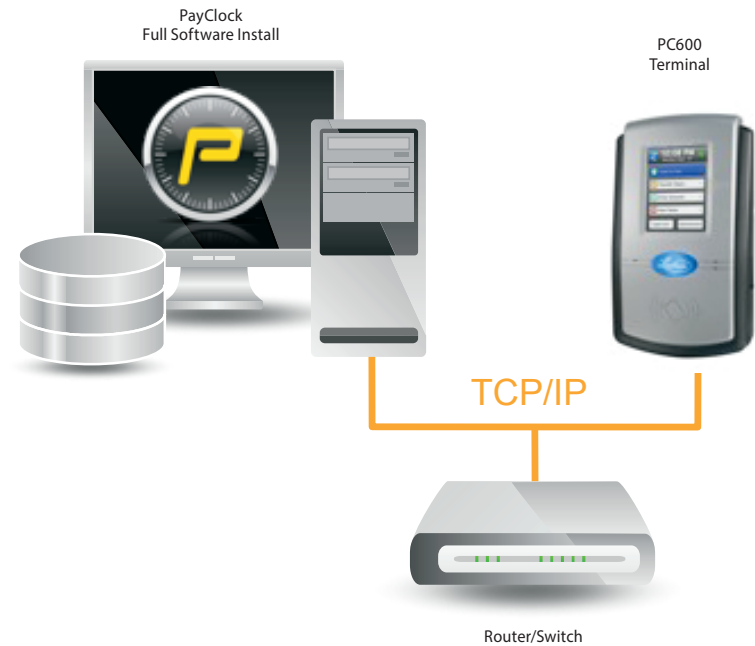 PayClock
Full Software Install
PC600
Terminal
P
TCP/IP
Router/Switch